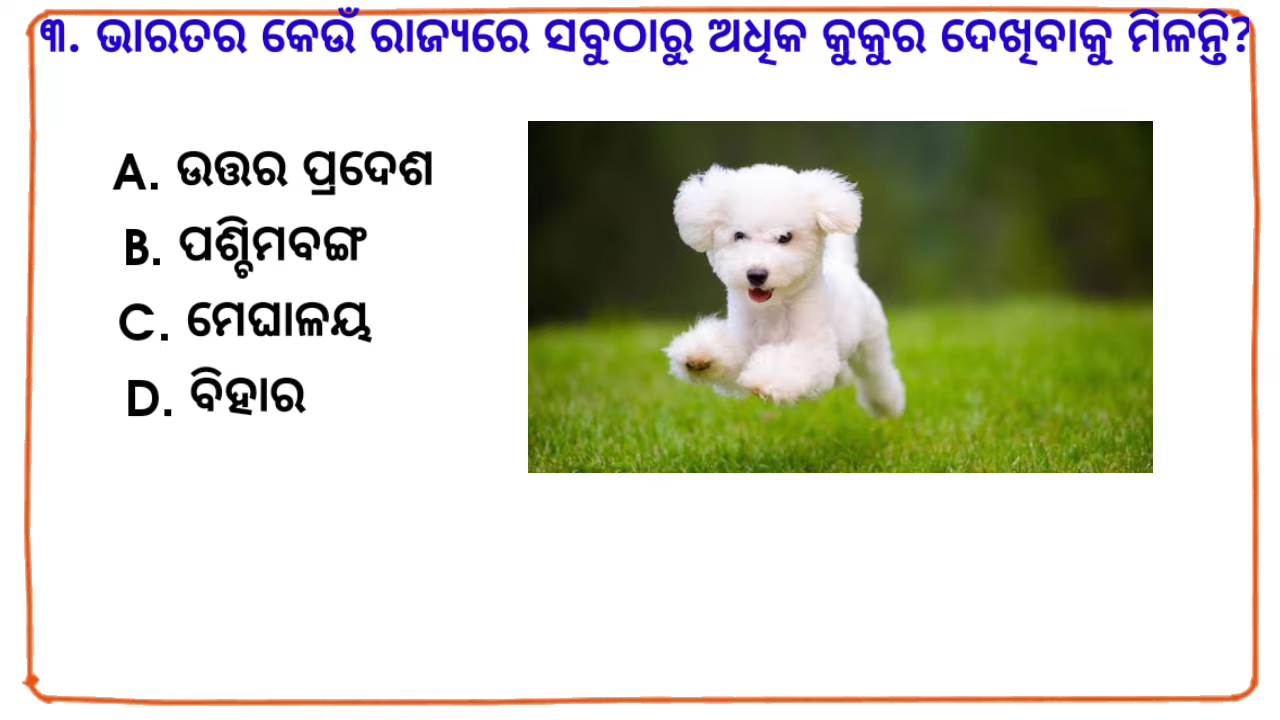 ୩. ଭାରତର କେଉଁ ରାଜ୍ୟରେ ସବୁଠାରୁ ଅଧିକ କୁକୁର ଦେଖିବାକୁ ମିଳନ୍ତି?
A. ଉତ୍ତର ପ୍ରଦେଶ
B. ପଶ୍ଚିମବଙ୍ଗ
C. ମେଘାଳୟ
D. ବିହାର